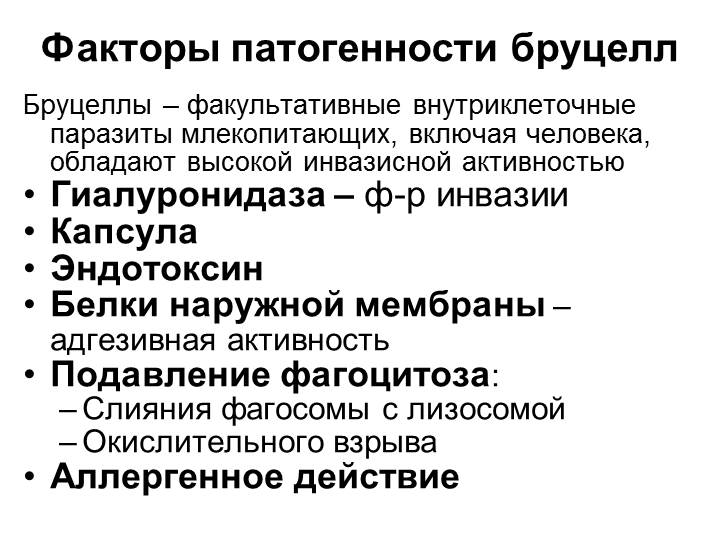 Факторы патогенности бруцелл
Бруцеллы – факультативные внутриклеточные
паразиты млекопитающих, включая человека,
обладают высокой инвазисной активностью
• Гиалуронидаза – ф-р инвазии
• Капсула
• Эндотоксин
• Белки наружной мембраны –
адгезивная активность
• Подавление фагоцитоза:
– Слияния фагосомы с лизосомой
– Окислительного взрыва
• Аллергенное действие